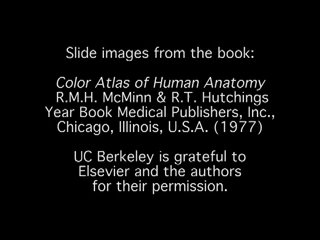 Slide images from the book:
Color Atlas of Human Anatomy
R.M.H. McMinn & R.T. Hutchings
Year Book Medical Publishers, Inc.,
Chicago, Illinois, U.S.A. (1977)
UC Berkeley is grateful to
Elsevier and the authors
for their permission.